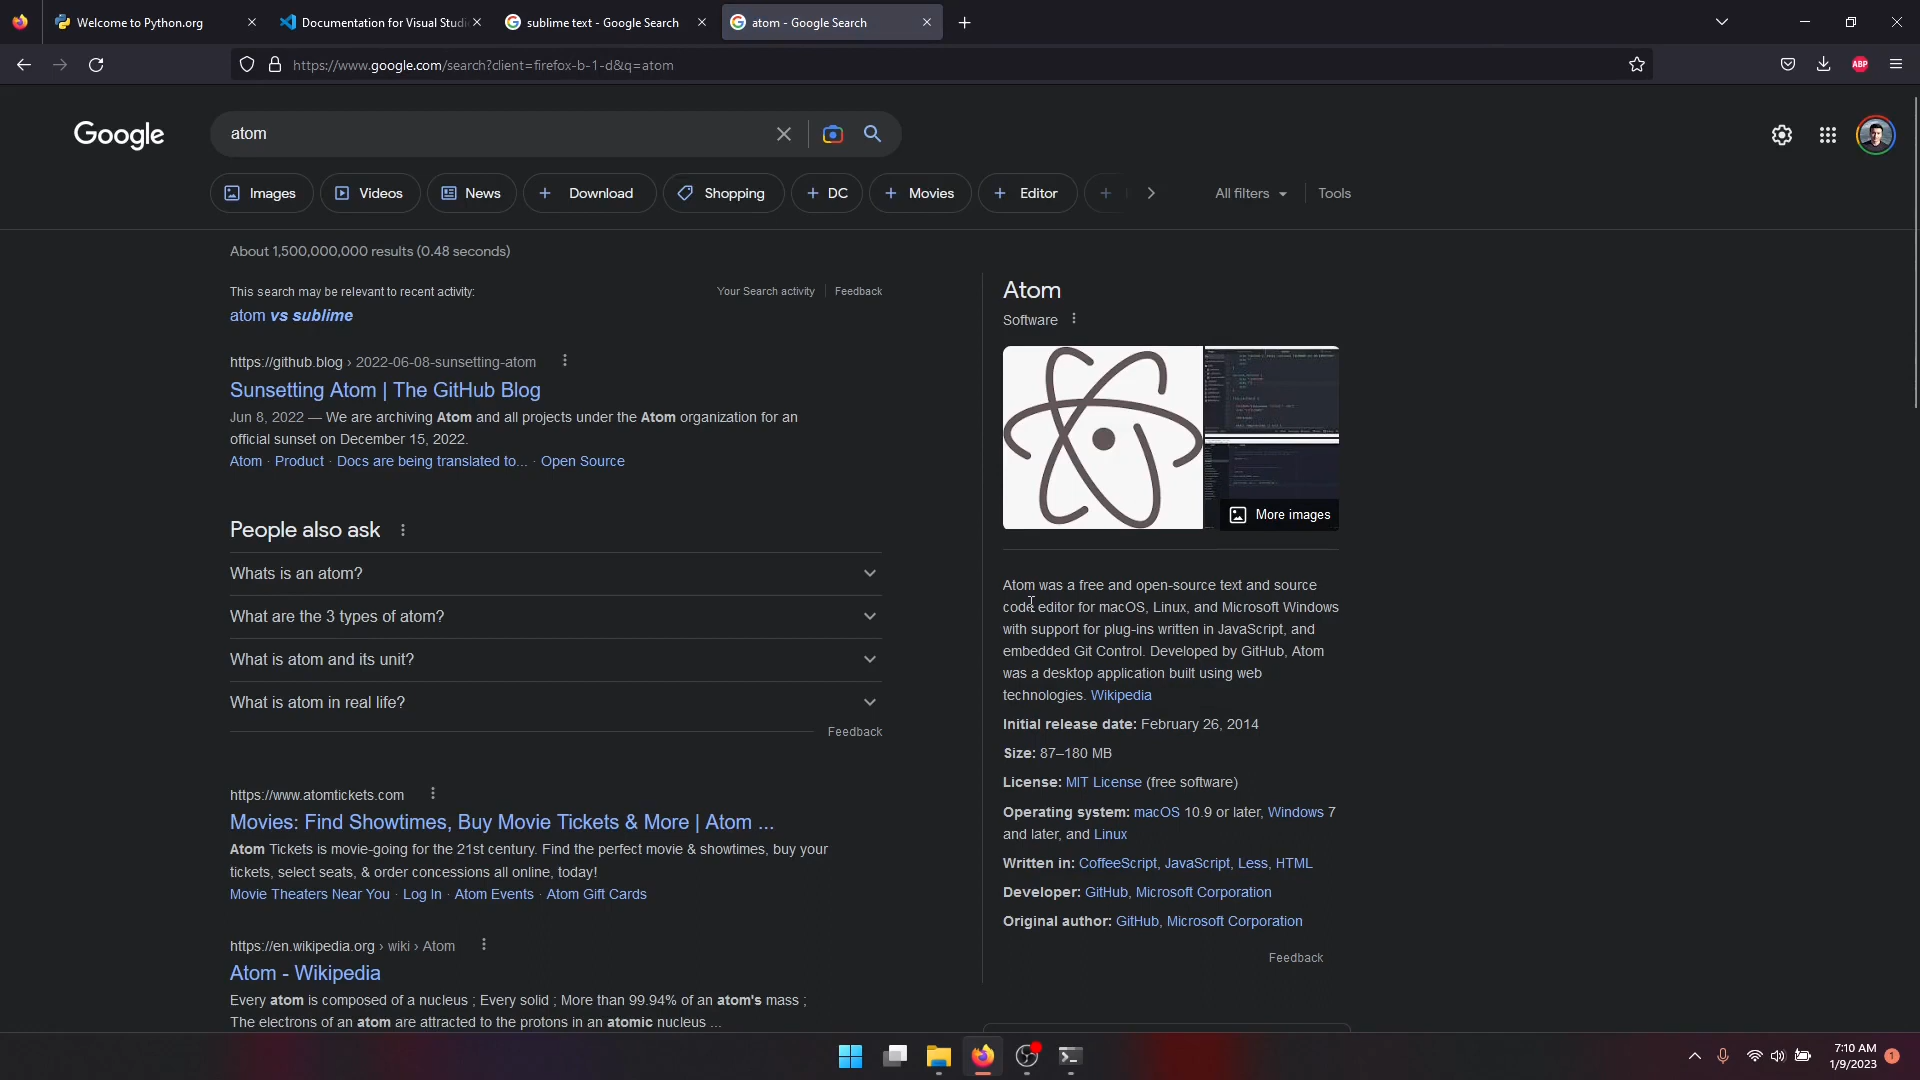 Welcome to Python.org
Documentation for Visual Studi
sublime text - Google Search
atom - Google Search
https://www.google.com/search?client=firefox-b-1-d&q=atom
ABP
Google
atom
Images
Videos
News
Download
Shopping
DC
Movies
Editor
All filters
Tools
About 1,500,000,000 results (0.48 seconds)
This search may be relevant to recent activity:
Your Search activity
Feedback
atom vs sublime
https://github.blog › 2022-06-08-sunsetting-atom
Sunsetting Atom | The GitHub Blog
Jun 8, 2022 — We are archiving Atom and all projects under the Atom organization for an
official sunset on December 15, 2022.
Atom · Product · Docs are being translated to... · Open Source
People also ask
Whats is an atom?
What are the 3 types of atom?
What is atom and its unit?
What is atom in real life?
Feedback
https://www.atomtickets.com
Movies: Find Showtimes, Buy Movie Tickets & More | Atom ...
Atom Tickets is movie-going for the 21st century. Find the perfect movie & showtimes, buy your
tickets, select seats, & order concessions all online, today!
Movie Theaters Near You · Log In · Atom Events · Atom Gift Cards
https://en.wikipedia.org › wiki › Atom
Atom - Wikipedia
Every atom is composed of a nucleus ; Every solid ; More than 99.94% of an atom's mass ;
The electrons of an atom are attracted to the protons in an atomic nucleus ...
Atom
Software
More images
Atom was a free and open-source text and source
code editor for macOS, Linux, and Microsoft Windows
with support for plug-ins written in JavaScript, and
embedded Git Control. Developed by GitHub, Atom
was a desktop application built using web
technologies. Wikipedia
Initial release date: February 26, 2014
Size: 87–180 MB
License: MIT License (free software)
Operating system: macOS 10.9 or later, Windows 7
and later, and Linux
Written in: CoffeeScript, JavaScript, Less, HTML
Developer: GitHub, Microsoft Corporation
Original author: GitHub, Microsoft Corporation
Feedback
7:10 AM
1/9/2023
1